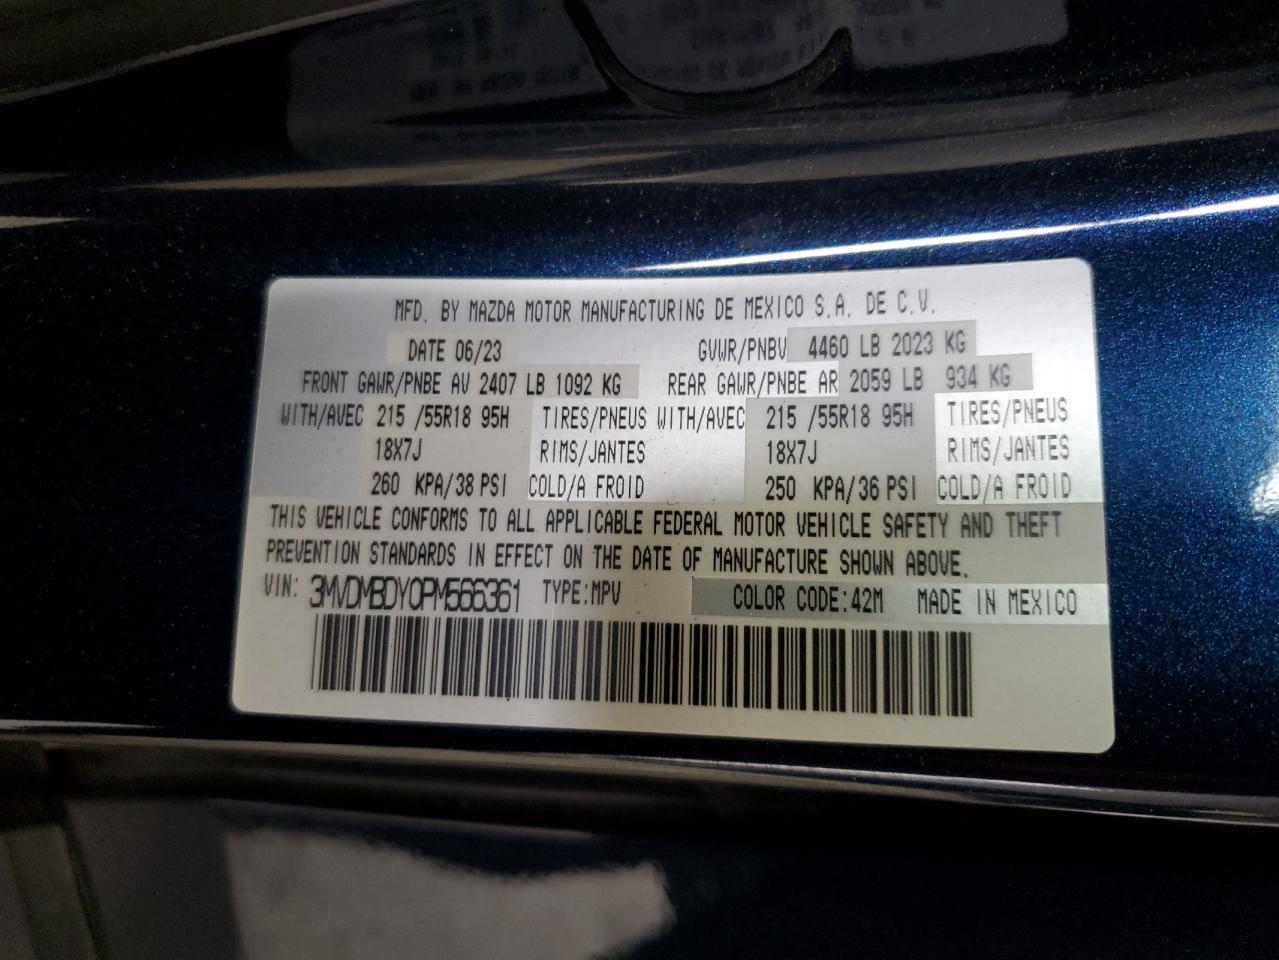 MFD. BY MAZDA MOTOR MANUFACTURING DE MEXICO S.A. DE C.V.
DATE 06/23 GVWR/PNBV 4460 LB 2023 KG
FRONT GAWR/PNBE AV 2407 LB 1092 KG REAR GAWR/PNBE AR 2059 LB 934 KG
WITH/AVEC 215 /55R18 95H TIRES/PNEUS WITH/AVEC 215 /55R18 95H TIRES/PNEUS
18X7J RIMS/JANTES 18X7J RIMS/JANTES
260 KPA/38 PSI COLD/A FROID 250 KPA/36 PSI COLD/A FROID
THIS VEHICLE CONFORMS TO ALL APPLICABLE FEDERAL MOTOR VEHICLE SAFETY AND THEFT
PREVENTION STANDARDS IN EFFECT ON THE DATE OF MANUFACTURE SHOWN ABOVE.
VIN: 3MVDMBDY0PM566361 TYPE:MPV COLOR CODE:42M MADE IN MEXICO